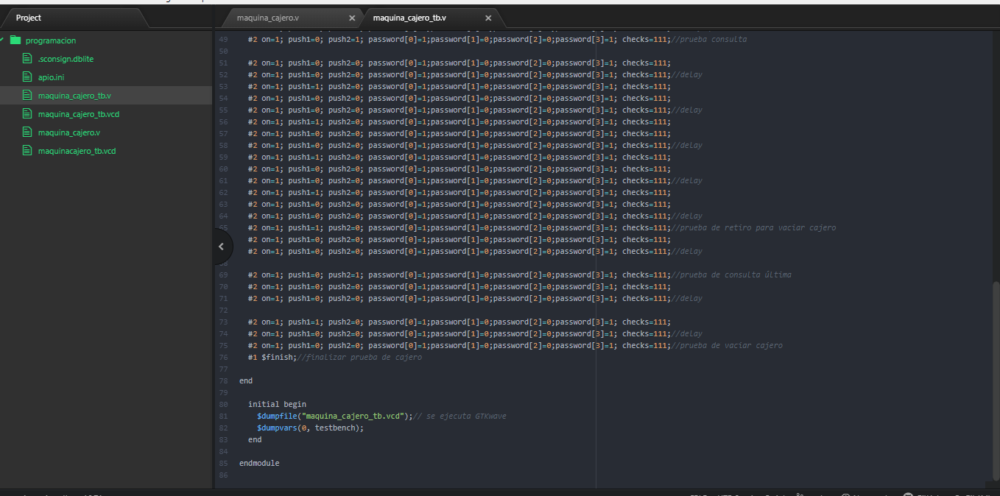 Project
maquina_cajero.v
maquina_cajero_tb.v
programacion
.sconsign.dblite
apio.ini
maquina_cajero_tb.v
maquina_cajero_tb.vcd
maquina_cajero.v
maquinacajero_tb.vcd
49 #2 on=1; push1=0; push2=1; password[0]=1;password[1]=0;password[2]=0;password[3]=1; checks=111;//prueba consulta
50
51 #2 on=1; push1=0; push2=0; password[0]=1;password[1]=0;password[2]=0;password[3]=1; checks=111;
52 #2 on=1; push1=0; push2=0; password[0]=1;password[1]=0;password[2]=0;password[3]=1; checks=111;//delay
53 #2 on=1; push1=1; push2=0; password[0]=1;password[1]=0;password[2]=0;password[3]=1; checks=111;
54 #2 on=1; push1=0; push2=0; password[0]=1;password[1]=0;password[2]=0;password[3]=1; checks=111;
55 #2 on=1; push1=0; push2=0; password[0]=1;password[1]=0;password[2]=0;password[3]=1; checks=111;//delay
56 #2 on=1; push1=1; push2=0; password[0]=1;password[1]=0;password[2]=0;password[3]=1; checks=111;
57 #2 on=1; push1=0; push2=0; password[0]=1;password[1]=0;password[2]=0;password[3]=1; checks=111;
58 #2 on=1; push1=0; push2=0; password[0]=1;password[1]=0;password[2]=0;password[3]=1; checks=111;//delay
59 #2 on=1; push1=1; push2=0; password[0]=1;password[1]=0;password[2]=0;password[3]=1; checks=111;
60 #2 on=1; push1=0; push2=0; password[0]=1;password[1]=0;password[2]=0;password[3]=1; checks=111;
61 #2 on=1; push1=0; push2=0; password[0]=1;password[1]=0;password[2]=0;password[3]=1; checks=111;//delay
62 #2 on=1; push1=1; push2=0; password[0]=1;password[1]=0;password[2]=0;password[3]=1; checks=111;
63 #2 on=1; push1=0; push2=0; password[0]=1;password[1]=0;password[2]=0;password[3]=1; checks=111;
64 #2 on=1; push1=0; push2=0; password[0]=1;password[1]=0;password[2]=0;password[3]=1; checks=111;//delay
65 #2 on=1; push1=1; push2=0; password[0]=1;password[1]=0;password[2]=0;password[3]=1; checks=111;//prueba de retiro para vaciar cajero
#2 on=1; push1=0; push2=0; password[0]=1;password[1]=0;password[2]=0;password[3]=1; checks=111;
#2 on=1; push1=0; push2=0; password[0]=1;password[1]=0;password[2]=0;password[3]=1; checks=111;//delay
68
69 #2 on=1; push1=0; push2=1; password[0]=1;password[1]=0;password[2]=0;password[3]=1; checks=111;//prueba de consulta última
70 #2 on=1; push1=0; push2=0; password[0]=1;password[1]=0;password[2]=0;password[3]=1; checks=111;
71 #2 on=1; push1=0; push2=0; password[0]=1;password[1]=0;password[2]=0;password[3]=1; checks=111;//delay
72
73 #2 on=1; push1=1; push2=0; password[0]=1;password[1]=0;password[2]=0;password[3]=1; checks=111;
74 #2 on=1; push1=0; push2=0; password[0]=1;password[1]=0;password[2]=0;password[3]=1; checks=111;//delay
75 #2 on=1; push1=0; push2=0; password[0]=1;password[1]=0;password[2]=0;password[3]=1; checks=111;//prueba de vaciar cajero
76 #1 $finish;//finalizar prueba de cajero
77
78 end
79
80 initial begin
81 $dumpfile("maquina_cajero_tb.vcd");// se ejecuta GTKwave
82 $dumpvars(0, testbench);
83 end
84
85 endmodule
86